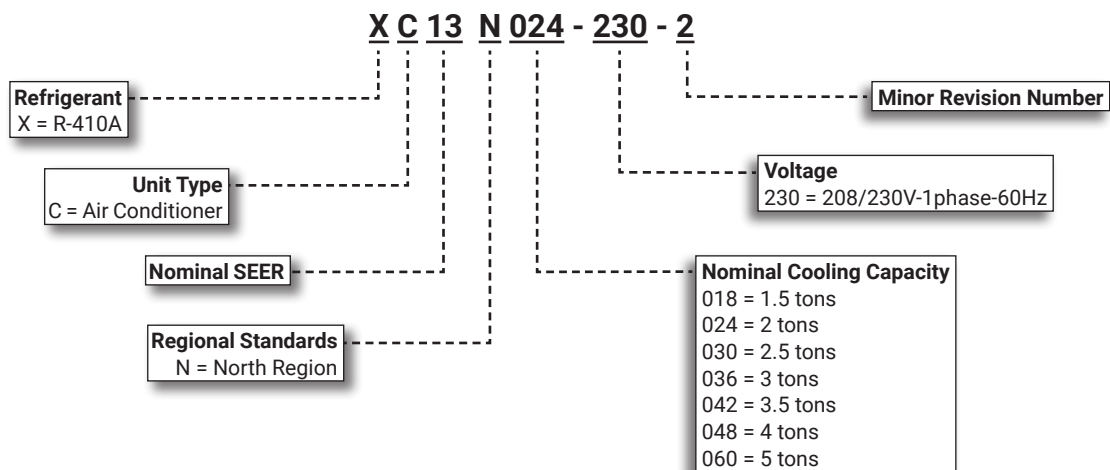 X C 13 N 024 - 230 - 2
Refrigerant
X = R-410A
Unit Type
C = Air Conditioner
Nominal SEER
Regional Standards
N = North Region
Minor Revision Number
Voltage
230 = 208/230V-1phase-60Hz
Nominal Cooling Capacity
018 = 1.5 tons
024 = 2 tons
030 = 2.5 tons
036 = 3 tons
042 = 3.5 tons
048 = 4 tons
060 = 5 tons